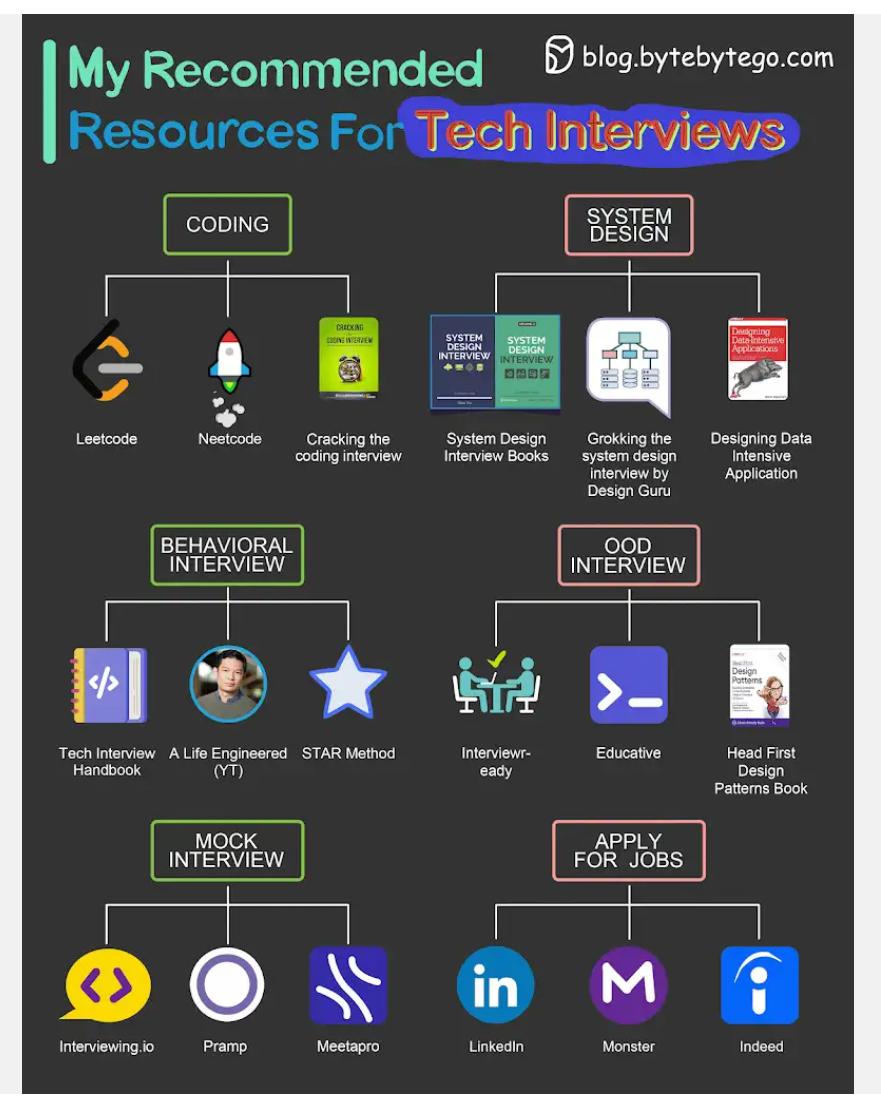 My Recommended
Resources For Tech Interviews
blog.bytebytego.com
CODING
Leetcode
Neetcode
CRACKING
CODING INTERVIEW
Cracking the
coding interview
SYSTEM
DESIGN
SYSTEM
DESIGN
INTERVIEW
SYSTEM
DESIGN
INTERVIEW
System Design
Interview Books
Grokking the
system design
interview by
Design Guru
Designing
Data-Intensive
Applications
Designing Data
Intensive
Application
BEHAVIORAL
INTERVIEW
</>
Tech Interview
Handbook
A Life Engineered
(YT)
STAR Method
OOD
INTERVIEW
Interviewr-
eady
Educative
Head First
Design
Patterns
Head First
Design
Patterns Book
MOCK
INTERVIEW
Interviewing.io
Pramp
Meetapro
APPLY
FOR JOBS
in
LinkedIn
M
Monster
i
Indeed